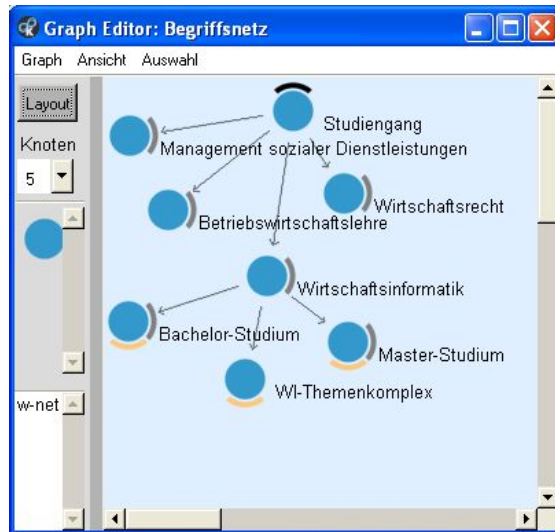 Graph Editor: Begriffsnetz
Graph Ansicht Auswahl
Layout
Knoten
5
Studiengang
Management sozialer Dienstleistungen
Wirtschaftsrecht
Betriebswirtschaftslehre
Wirtschaftsinformatik
Bachelor-Studium
Master-Studium
WI-Themenkomplex
w-net